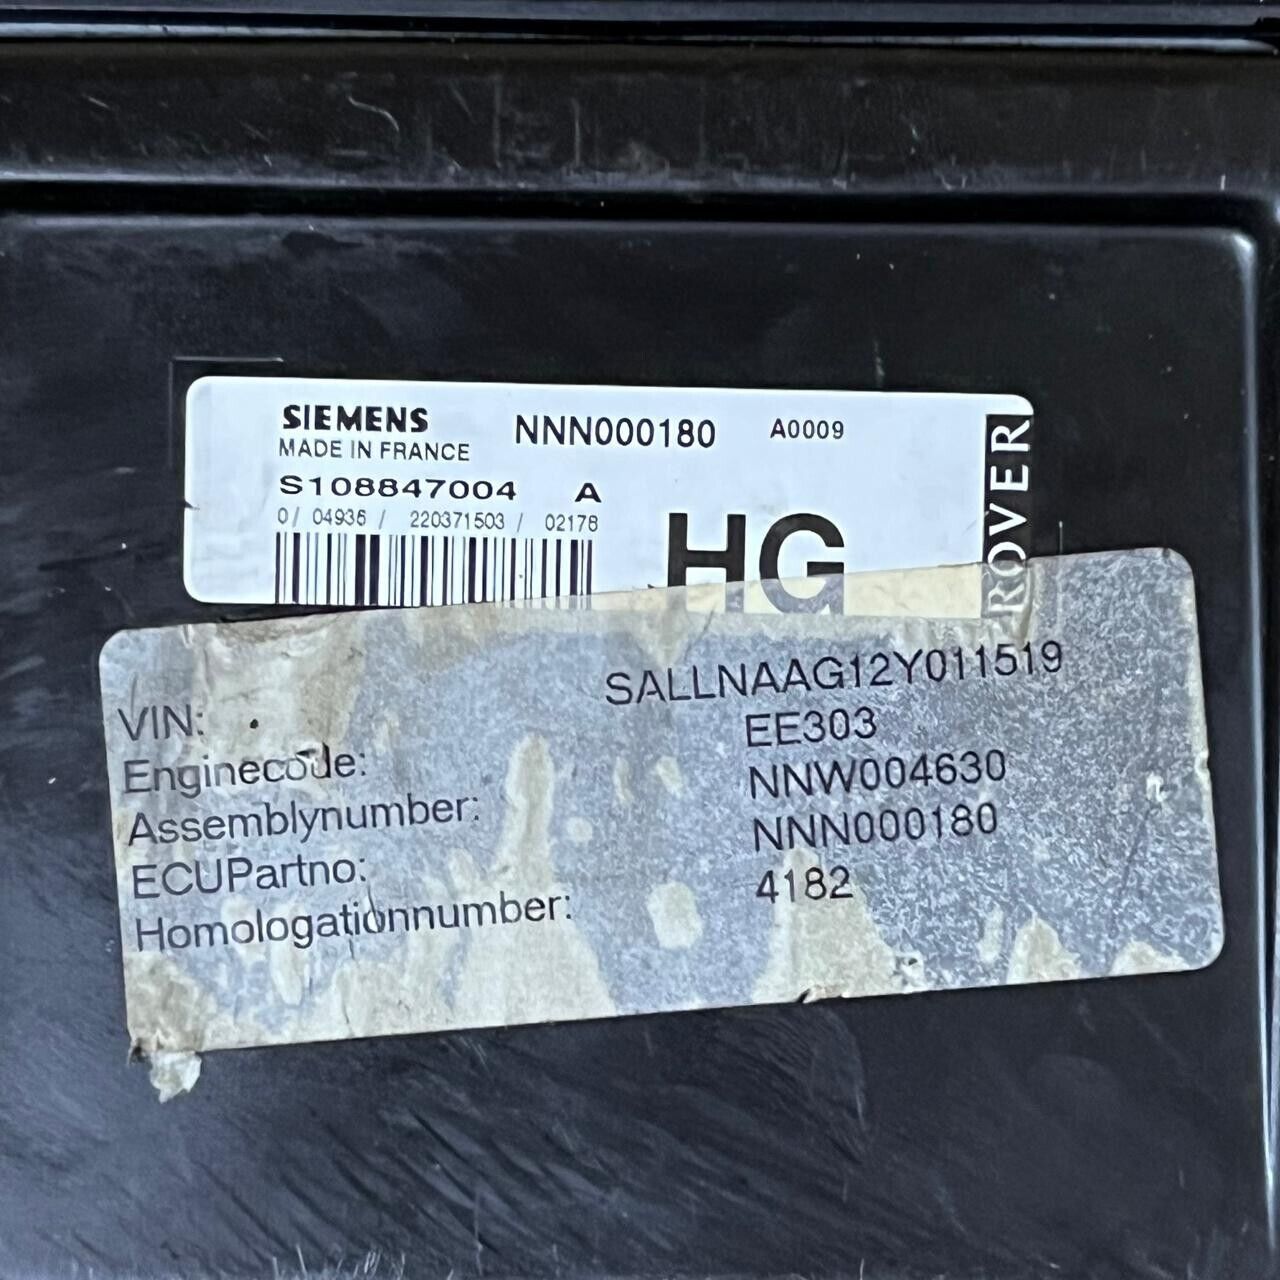 SIEMENS NNN000180 A0009
MADE IN FRANCE
S108847004 A
0/ 04936 / 220371503 / 02178
HG
ROVER
VIN: SALLNAAG12Y011519
Enginecode: EE303
Assemblynumber: NNW004630
ECUPartno: NNN000180
Homologationnumber: 4182